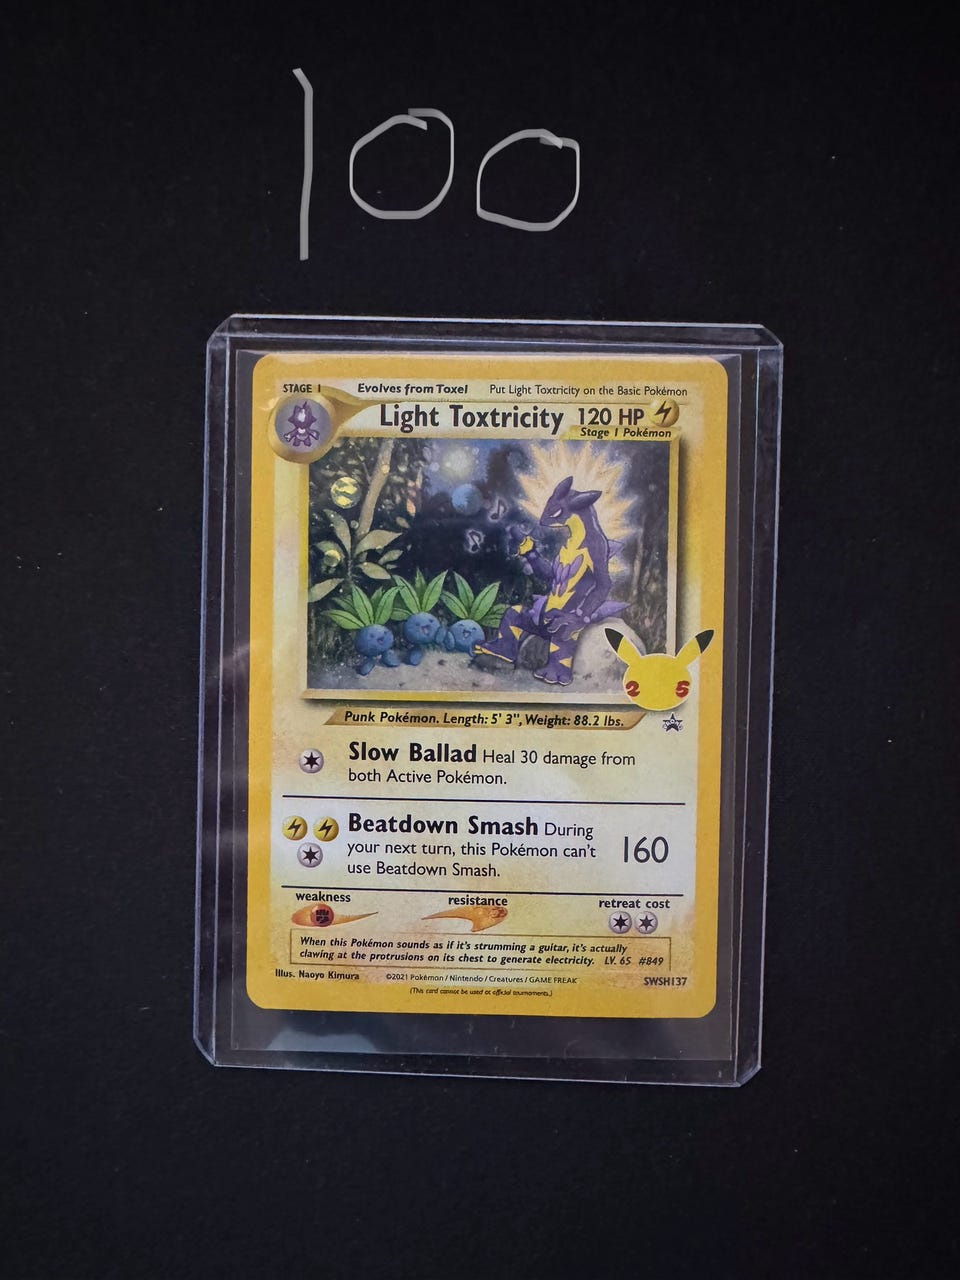 100
STAGE 1 Evolves from Toxel Put Light Toxtricity on the Basic Pokémon
Light Toxtricity 120 HP
Stage 1 Pokémon
25
Punk Pokémon. Length: 5' 3", Weight: 88.2 lbs.
Slow Ballad Heal 30 damage from
both Active Pokémon.
Beatdown Smash During
your next turn, this Pokémon can't
use Beatdown Smash.
160
weakness resistance retreat cost
When this Pokémon sounds as if it's strumming a guitar, it's actually
clawing at the protrusions on its chest to generate electricity. LV. 65 #849
Illus. Naoyo Kimura ©2021 Pokémon / Nintendo / Creatures / GAME FREAK SWSH137
(This card cannot be used at official tournaments.)